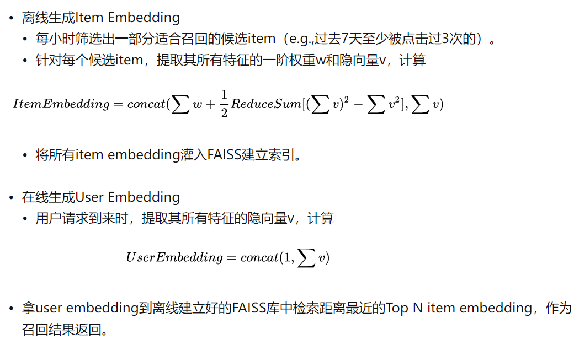 • 离线生成Item Embedding
• 每小时筛选出一部分适合召回的候选item（e.g.,过去7天至少被点击过3次的）。
• 针对每个候选item，提取其所有特征的一阶权重w和隐向量v，计算
ItemEmbedding = concat(∑ w + 1/2 ReduceSum[(∑ v)² − ∑ v²], ∑ v)
• 将所有item embedding灌入FAISS建立索引。
• 在线生成User Embedding
• 用户请求到来时，提取其所有特征的隐向量v，计算
UserEmbedding = concat(1, ∑ v)
• 拿user embedding到离线建立好的FAISS库中检索距离最近的Top N item embedding，作为
召回结果返回。